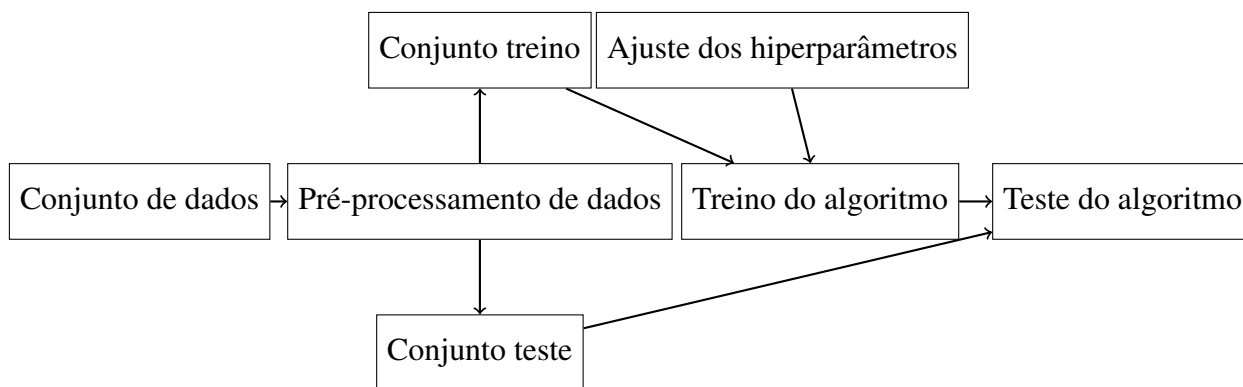 Conjunto treino
Ajuste dos hiperparâmetros
Conjunto de dados
Pré-processamento de dados
Treino do algoritmo
Teste do algoritmo
Conjunto teste